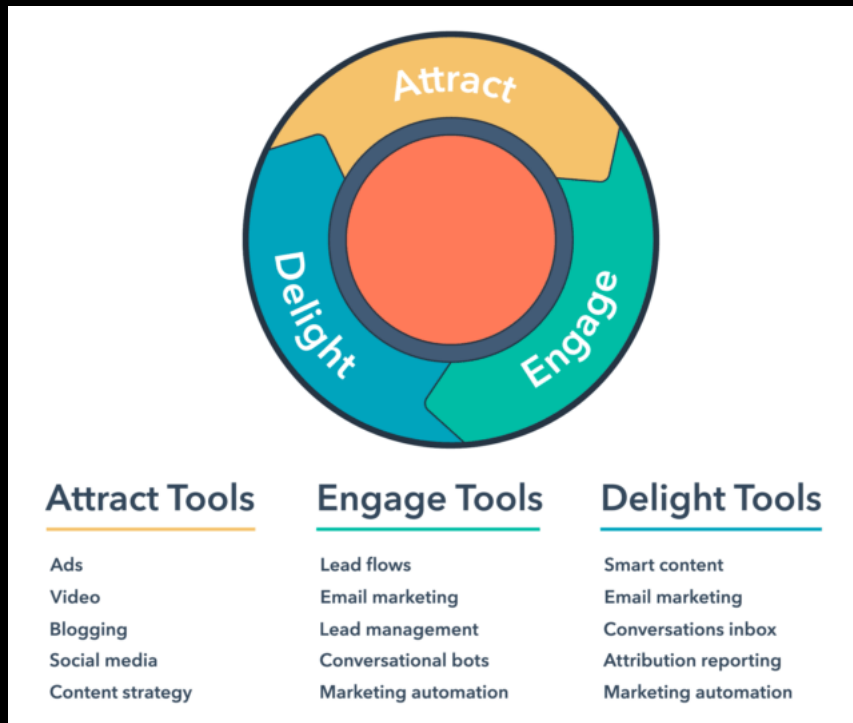 Attract
Engage
Delight
Attract Tools
Ads
Video
Blogging
Social media
Content strategy
Engage Tools
Lead flows
Email marketing
Lead management
Conversational bots
Marketing automation
Delight Tools
Smart content
Email marketing
Conversations inbox
Attribution reporting
Marketing automation